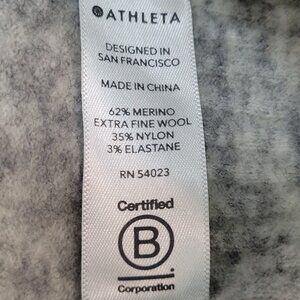 ATHLETA
DESIGNED IN
SAN FRANCISCO
MADE IN CHINA
62% MERINO
EXTRA FINE WOOL
35% NYLON
3% ELASTANE
RN 54023
Certified
B
Corporation